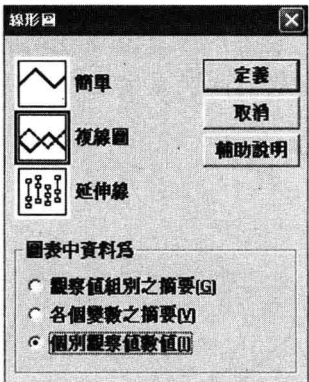 線形圖
簡單
定義
取消
複線圖
輔助說明
延伸線
圖表中資料為
觀察值組別之摘要(G)
各個變數之摘要(V)
個別觀察值數值(I)